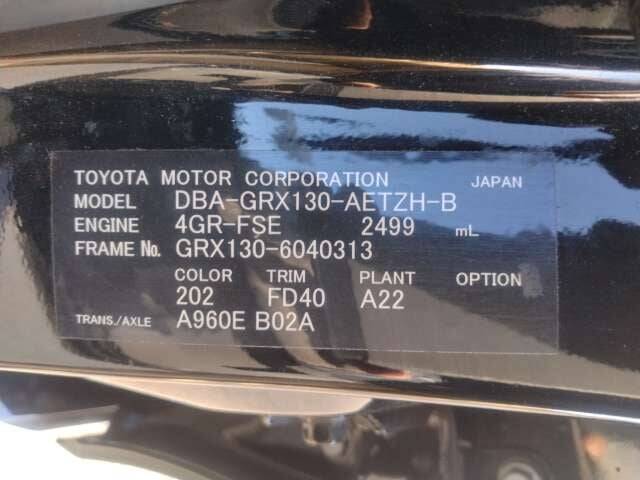 TOYOTA MOTOR CORPORATION JAPAN
MODEL DBA-GRX130-AETZH-B
ENGINE 4GR-FSE 2499 mL
FRAME No. GRX130-6040313
COLOR TRIM PLANT OPTION
202 FD40 A22
TRANS./AXLE A960E B02A